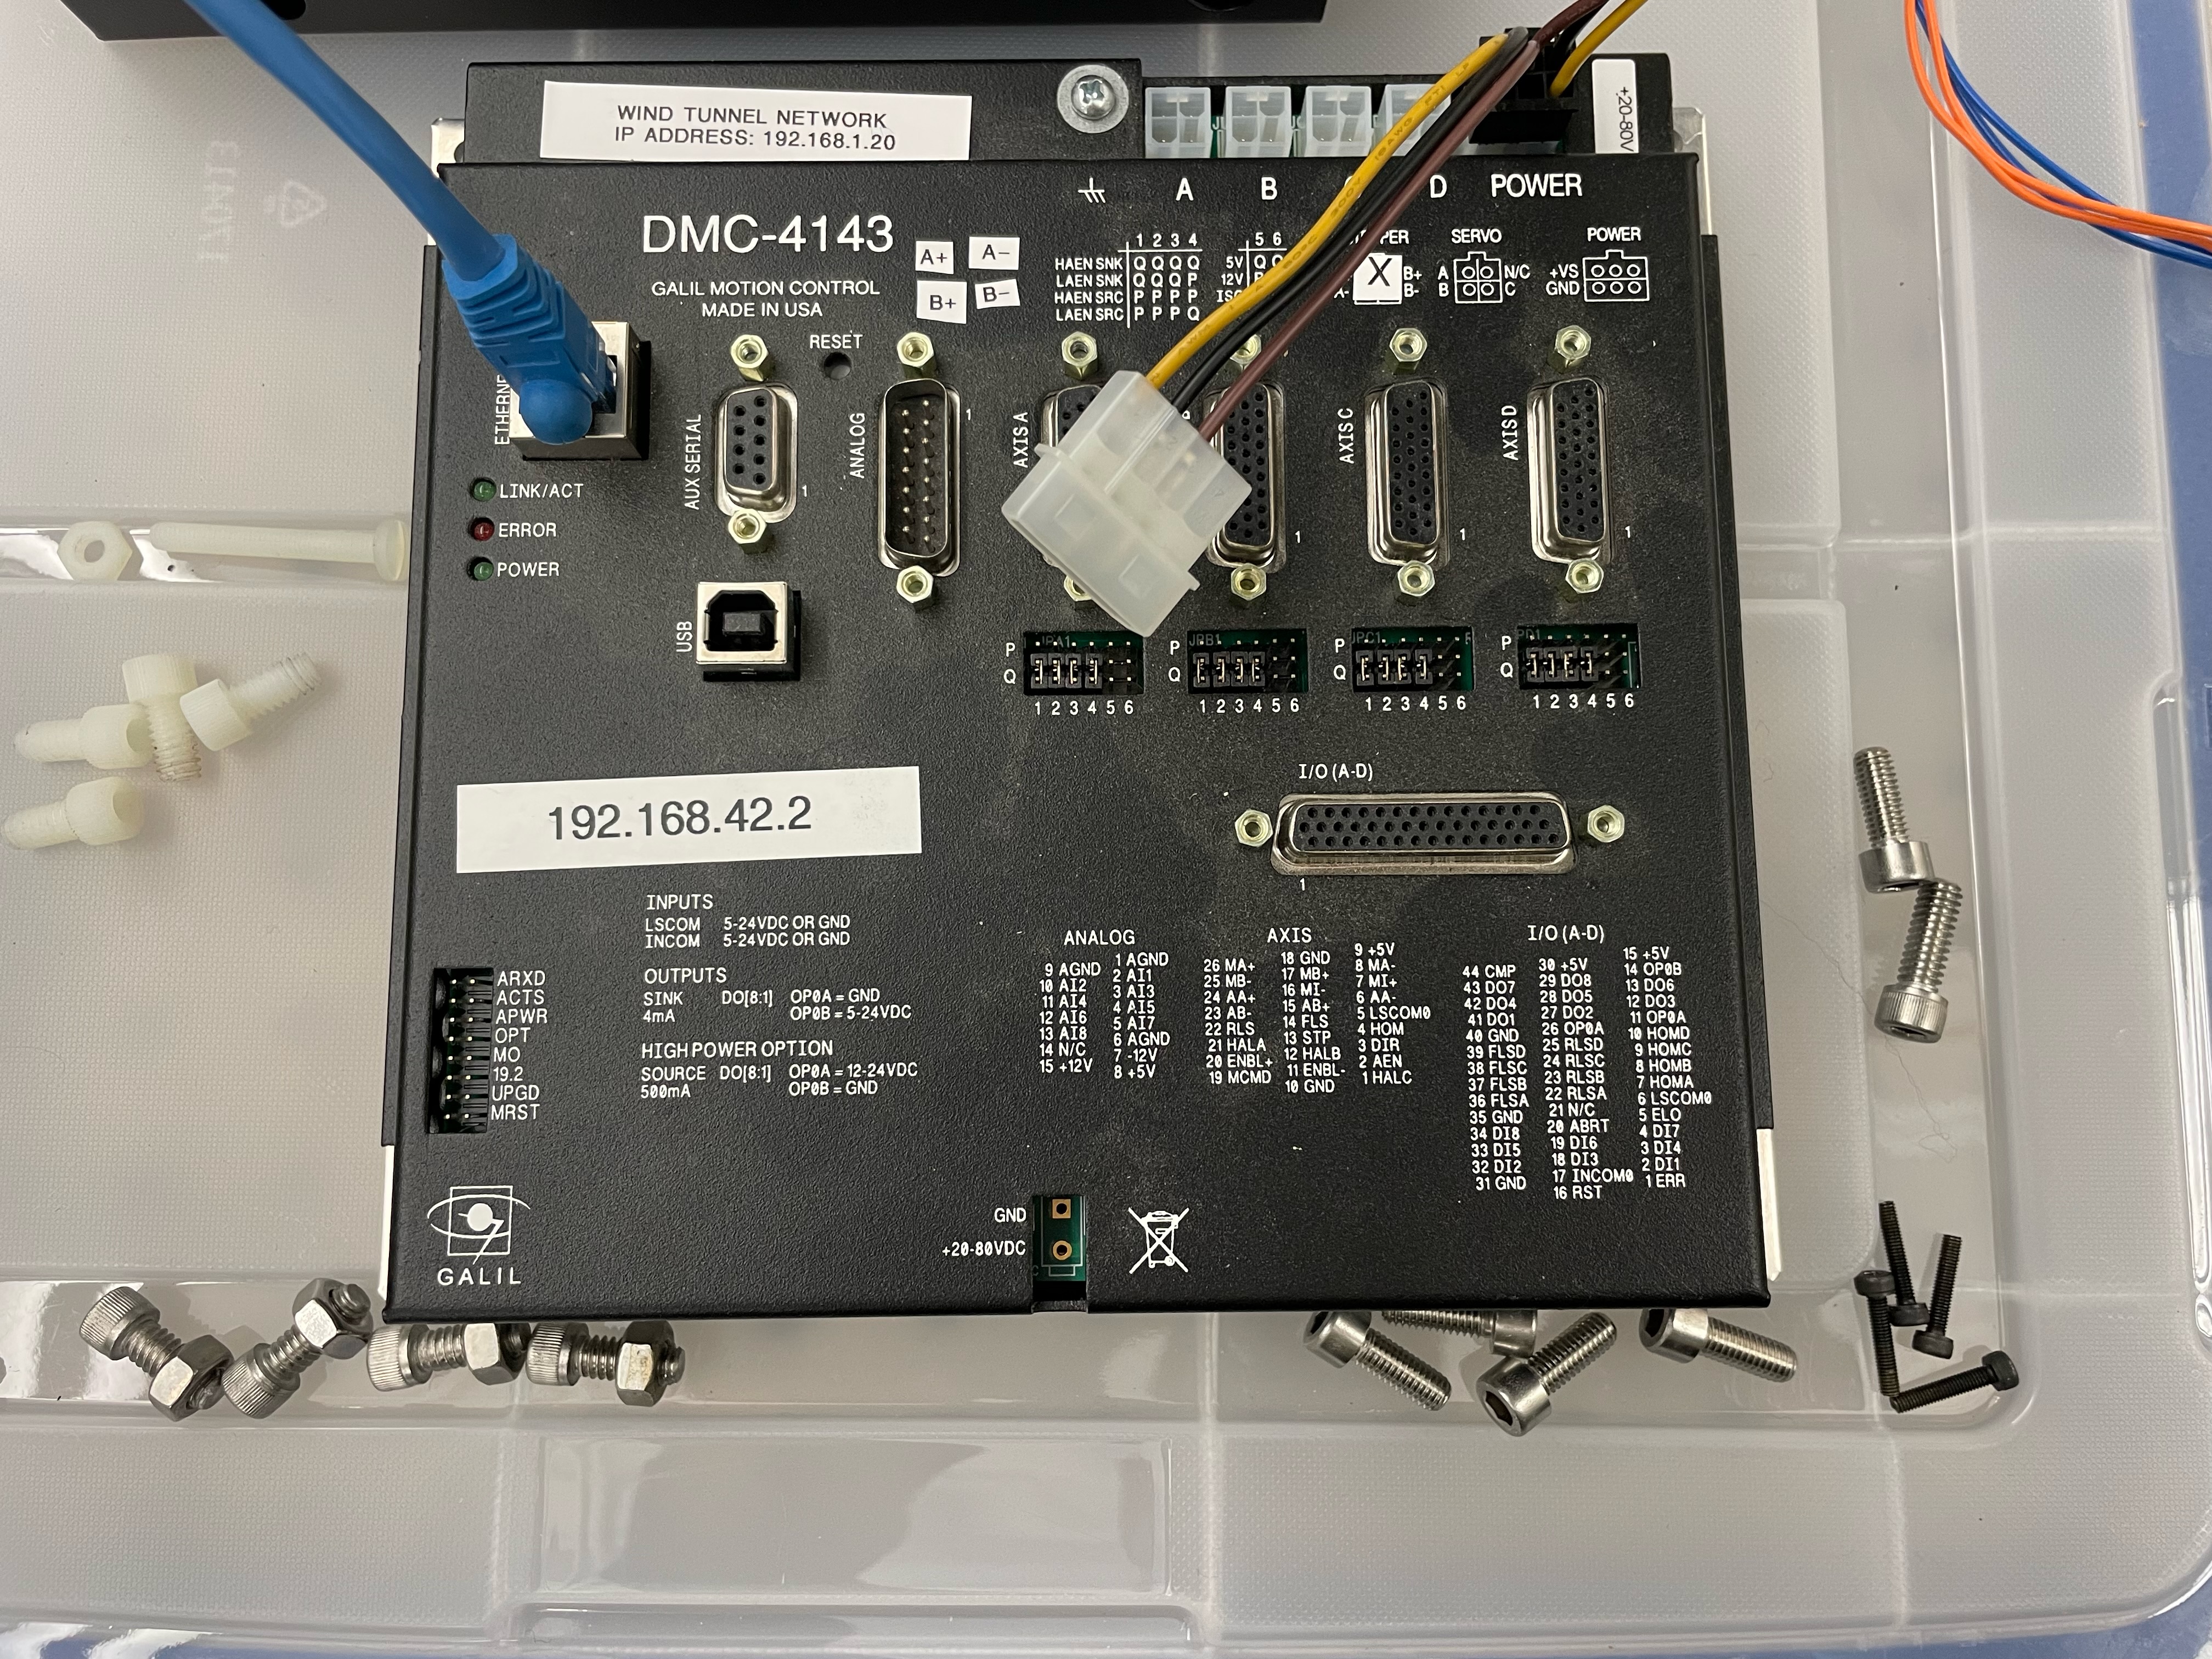 WIND TUNNEL NETWORK
IP ADDRESS: 192.168.1.20
+20-80V
A B D POWER
DMC-4143
GALIL MOTION CONTROL
MADE IN USA
A+ A-
B+ B-
1 2 3 4
HAEN SNK Q Q Q Q
LAEN SNK Q Q Q P
HAEN SRC P P P P
LAEN SRC P P P Q
5 6
5V Q
12V
X
B+
B-
SERVO
A N/C
B C
POWER
+VS
GND
RESET
AUX SERIAL
1
ANALOG
1
AXIS A
1
AXIS C
1
AXIS D
1
LINK/ACT
ERROR
POWER
USB
P
Q
JPA1
1 2 3 4 5 6
P
Q
JPB1
1 2 3 4 5 6
P
Q
JPC1
1 2 3 4 5 6
P
Q
1 2 3 4 5 6
192.168.42.2
I/O (A-D)
1
INPUTS
LSCOM 5-24VDC OR GND
INCOM 5-24VDC OR GND
OUTPUTS
SINK DO[8:1] OP0A = GND
4mA OP0B = 5-24VDC
HIGH POWER OPTION
SOURCE DO[8:1] OP0A = 12-24VDC
500mA OP0B = GND
ARXD
ACTS
APWR
OPT
MO
19.2
UPGD
MRST
ANALOG
9 AGND
10 AI2
11 AI4
12 AI6
13 AI8
14 N/C
15 +12V
1 AGND
2 AI1
3 AI3
4 AI5
5 AI7
6 AGND
7 -12V
8 +5V
AXIS
26 MA+
25 MB-
24 AA+
23 AB-
22 RLS
21 HALA
20 ENBL+
19 MCMD
18 GND
17 MB+
16 MI-
15 AB+
14 FLS
13 STP
12 HALB
11 ENBL-
10 GND
9 +5V
8 MA-
7 MI+
6 AA-
5 LSCOM0
4 HOM
3 DIR
2 AEN
1 HALC
I/O (A-D)
44 CMP
43 DO7
42 DO4
41 DO1
40 GND
39 FLSD
38 FLSC
37 FLSB
36 FLSA
35 GND
34 DI8
33 DI5
32 DI2
31 GND
30 +5V
29 DO8
28 DO5
27 DO2
26 OP0A
25 RLSD
24 RLSC
23 RLSB
22 RLSA
21 N/C
20 ABRT
19 DI6
18 DI3
17 INCOM0
16 RST
15 +5V
14 OP0B
13 DO6
12 DO3
11 OP0A
10 HOMD
9 HOMC
8 HOMB
7 HOMA
6 LSCOM0
5 ELO
4 DI7
3 DI4
2 DI1
1 ERR
GND
+20-80VDC
GALIL